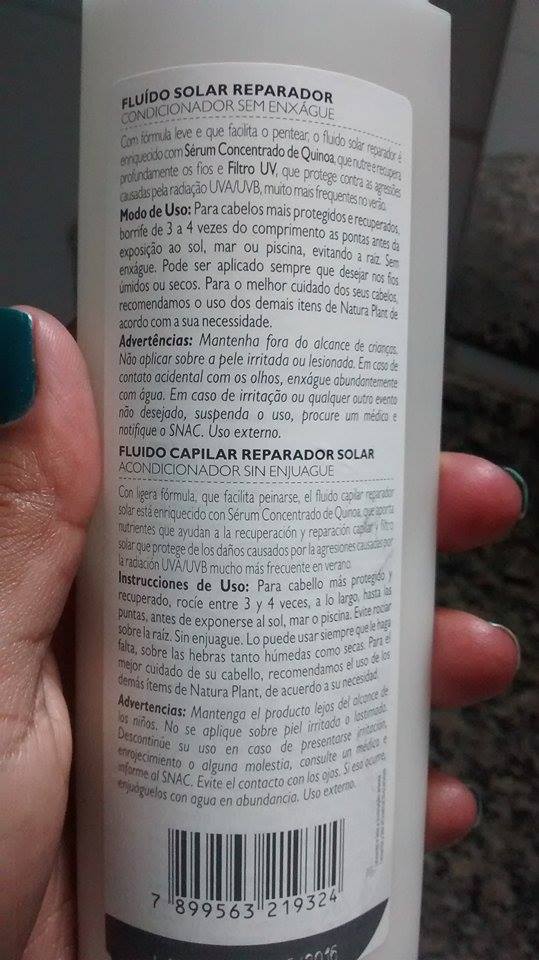 FLUÍDO SOLAR REPARADOR
CONDICIONADOR SEM ENXÁGUE
Com fórmula leve e que facilita o pentear, o fluido solar reparador é
enriquecido com Sérum Concentrado de Quinoa, que nutre e recupera
profundamente os fios e Filtro UV, que protege contra as agressões
causadas pela radiação UVA/UVB, muito mais frequentes no verão.
Modo de Uso: Para cabelos mais protegidos e recuperados,
borrife de 3 a 4 vezes do comprimento as pontas antes da
exposição ao sol, mar ou piscina, evitando a raiz. Sem
enxágue. Pode ser aplicado sempre que desejar nos fios
úmidos ou secos. Para o melhor cuidado dos seus cabelos,
recomendamos o uso dos demais itens de Natura Plant de
acordo com a sua necessidade.
Advertências: Mantenha fora do alcance de crianças.
Não aplicar sobre a pele irritada ou lesionada. Em caso de
contato acidental com os olhos, enxágue abundantemente
com água. Em caso de irritação ou qualquer outro evento
não desejado, suspenda o uso, procure um médico e
notifique o SNAC. Uso externo.
FLUIDO CAPILAR REPARADOR SOLAR
ACONDICIONADOR SIN ENJUAGUE
Con ligera fórmula, que facilita peinarse, el fluido capilar reparador
solar está enriquecido con Sérum Concentrado de Quinoa, que aporta
nutrientes que ayudan a la recuperación y reparación capilar y filtro
solar que protege de los daños causados por la agresiones causadas por
la radiación UVA/UVB mucho más frecuente en verano.
Instrucciones de Uso: Para cabello más protegido y
recuperado, rocíe entre 3 y 4 veces, a lo largo, hasta las
puntas, antes de exponerse al sol, mar o piscina. Evite rociar
sobre la raíz. Sin enjuague. Lo puede usar siempre que le haga
falta, sobre las hebras tanto húmedas como secas. Para el
mejor cuidado de su cabello, recomendamos el uso de los
demás ítems de Natura Plant, de acuerdo a su necesidad.
Advertencias: Mantenga el producto lejos del alcance de
los niños. No se aplique sobre piel irritada o lastimada.
Descontinúe su uso en caso de presentarse irritación,
enrojecimiento o alguna molestia, consulte un médico e
informe al SNAC. Evite el contacto con los ojos. Si eso ocurre,
enjuáguelos con agua en abundancia. Uso externo.
7 899563 219324
/2016